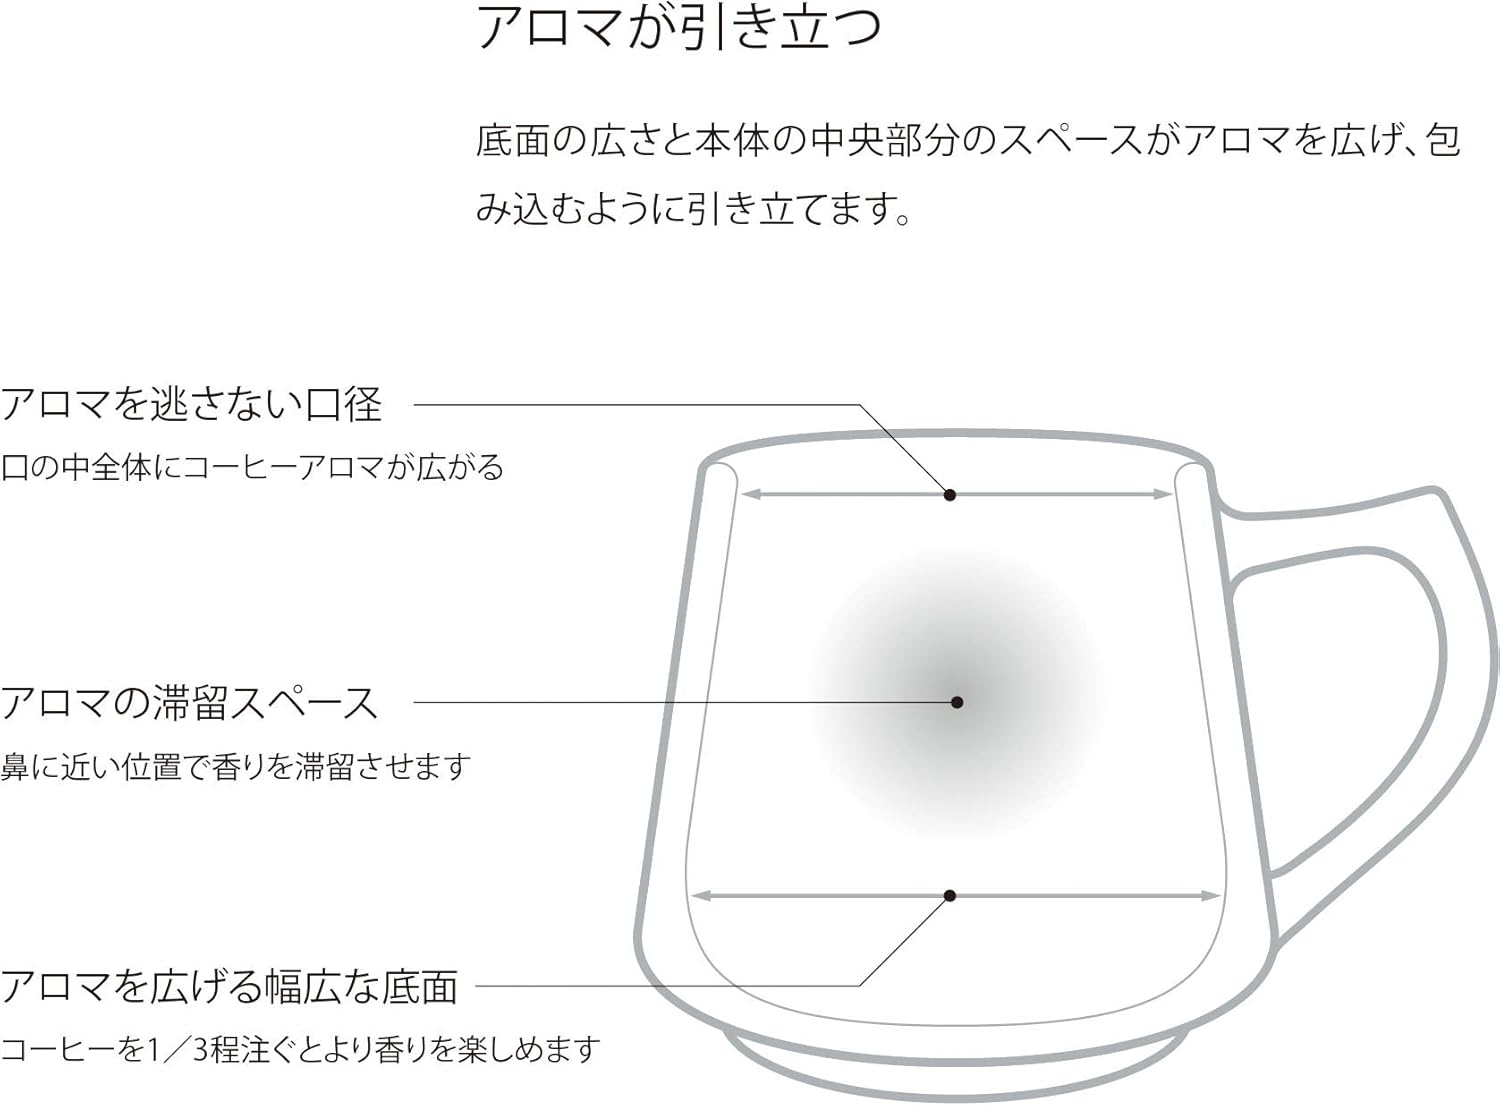 アロマが引き立つ
底面の広さと本体の中央部分のスペースがアロマを広げ、包
み込むように引き立てます。
アロマを逃さない口径
口の中全体にコーヒーアロマが広がる
アロマの滞留スペース
鼻に近い位置で香りを滞留させます
アロマを広げる幅広な底面
コーヒーを1／3程注ぐとより香りを楽しめます